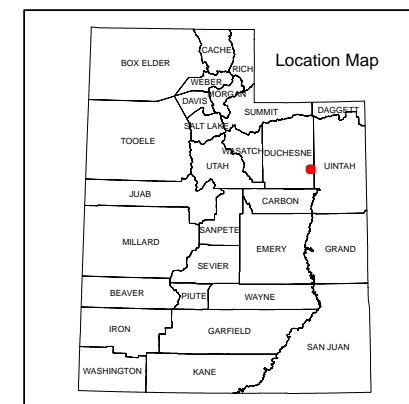 Location Map
BOX ELDER
CACHE
RICH
WEBER
MORGAN
DAVIS
SUMMIT
DAGGETT
SALT LAKE
TOOELE
WASATCH
DUCHESNE
UINTAH
UTAH
JUAB
CARBON
SANPETE
MILLARD
EMERY
GRAND
SEVIER
BEAVER
PIUTE
WAYNE
IRON
GARFIELD
SAN JUAN
WASHINGTON
KANE